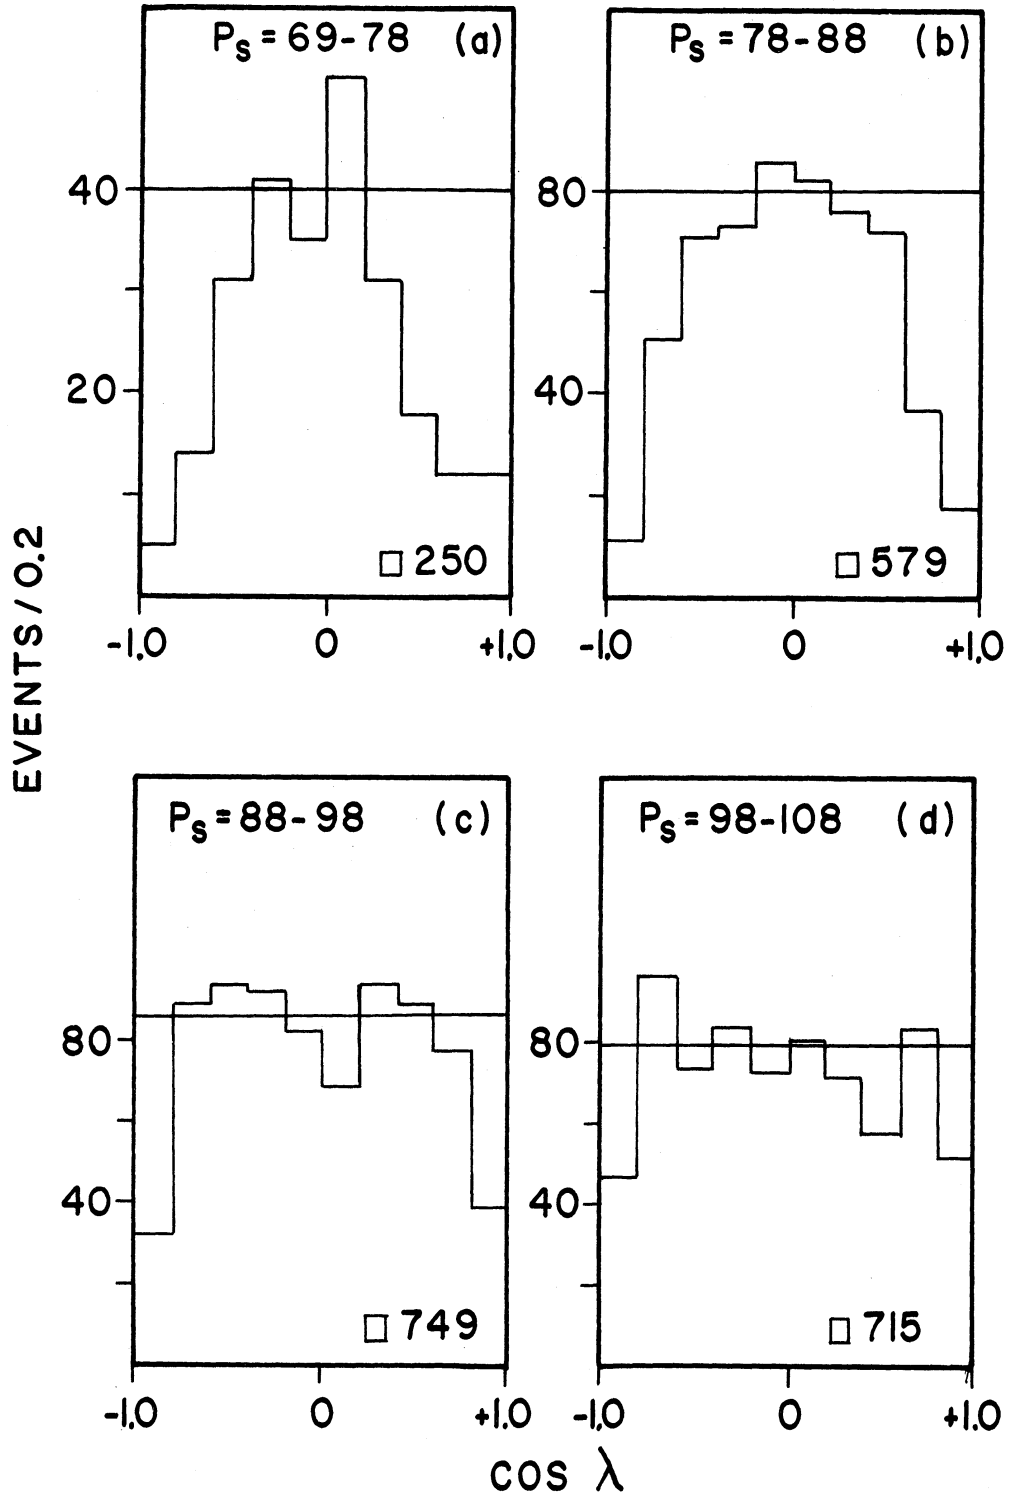 Ps = 69-78 (a)
40
20
□ 250
-1.0 0 +1.0
Ps = 78-88 (b)
80
40
□ 579
-1.0 0 +1.0
EVENTS / 0.2
Ps = 88-98 (c)
80
40
□ 749
-1.0 0 +1.0
Ps = 98-108 (d)
80
40
□ 715
-1.0 0 +1.0
COS λ